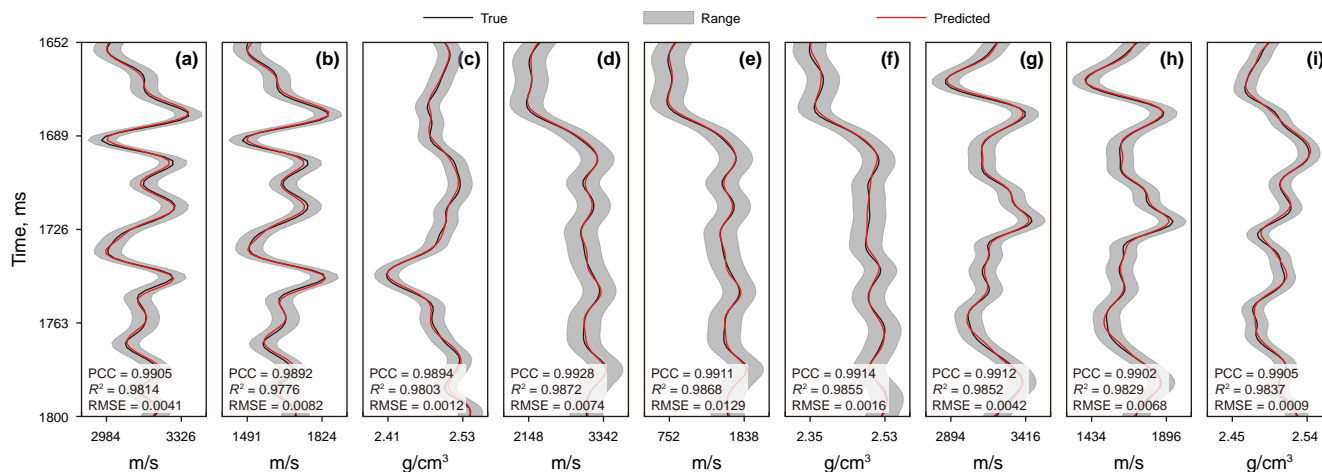 True Range Predicted
1652
1689
1726
1763
1800
Time, ms
(a) (b) (c) (d) (e) (f) (g) (h) (i)
PCC = 0.9905
R² = 0.9814
RMSE = 0.0041
PCC = 0.9892
R² = 0.9776
RMSE = 0.0082
PCC = 0.9894
R² = 0.9803
RMSE = 0.0012
PCC = 0.9928
R² = 0.9872
RMSE = 0.0074
PCC = 0.9911
R² = 0.9868
RMSE = 0.0129
PCC = 0.9914
R² = 0.9855
RMSE = 0.0016
PCC = 0.9912
R² = 0.9852
RMSE = 0.0042
PCC = 0.9902
R² = 0.9829
RMSE = 0.0068
PCC = 0.9905
R² = 0.9837
RMSE = 0.0009
2984 3326 1491 1824 2.41 2.53 2148 3342 752 1838 2.35 2.53 2894 3416 1434 1896 2.45 2.54
m/s m/s g/cm³ m/s m/s g/cm³ m/s m/s g/cm³